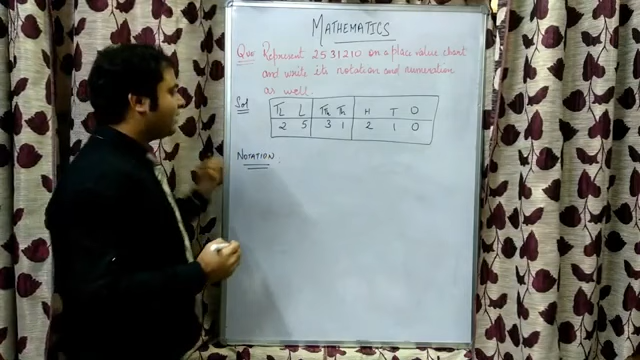 MATHEMATICS
Que Represent 2531210 on a place value chart
and write its notation and numeration
as well.
Sol
TL L TTh Th H T O
2 5 3 1 2 1 0
NOTATION :